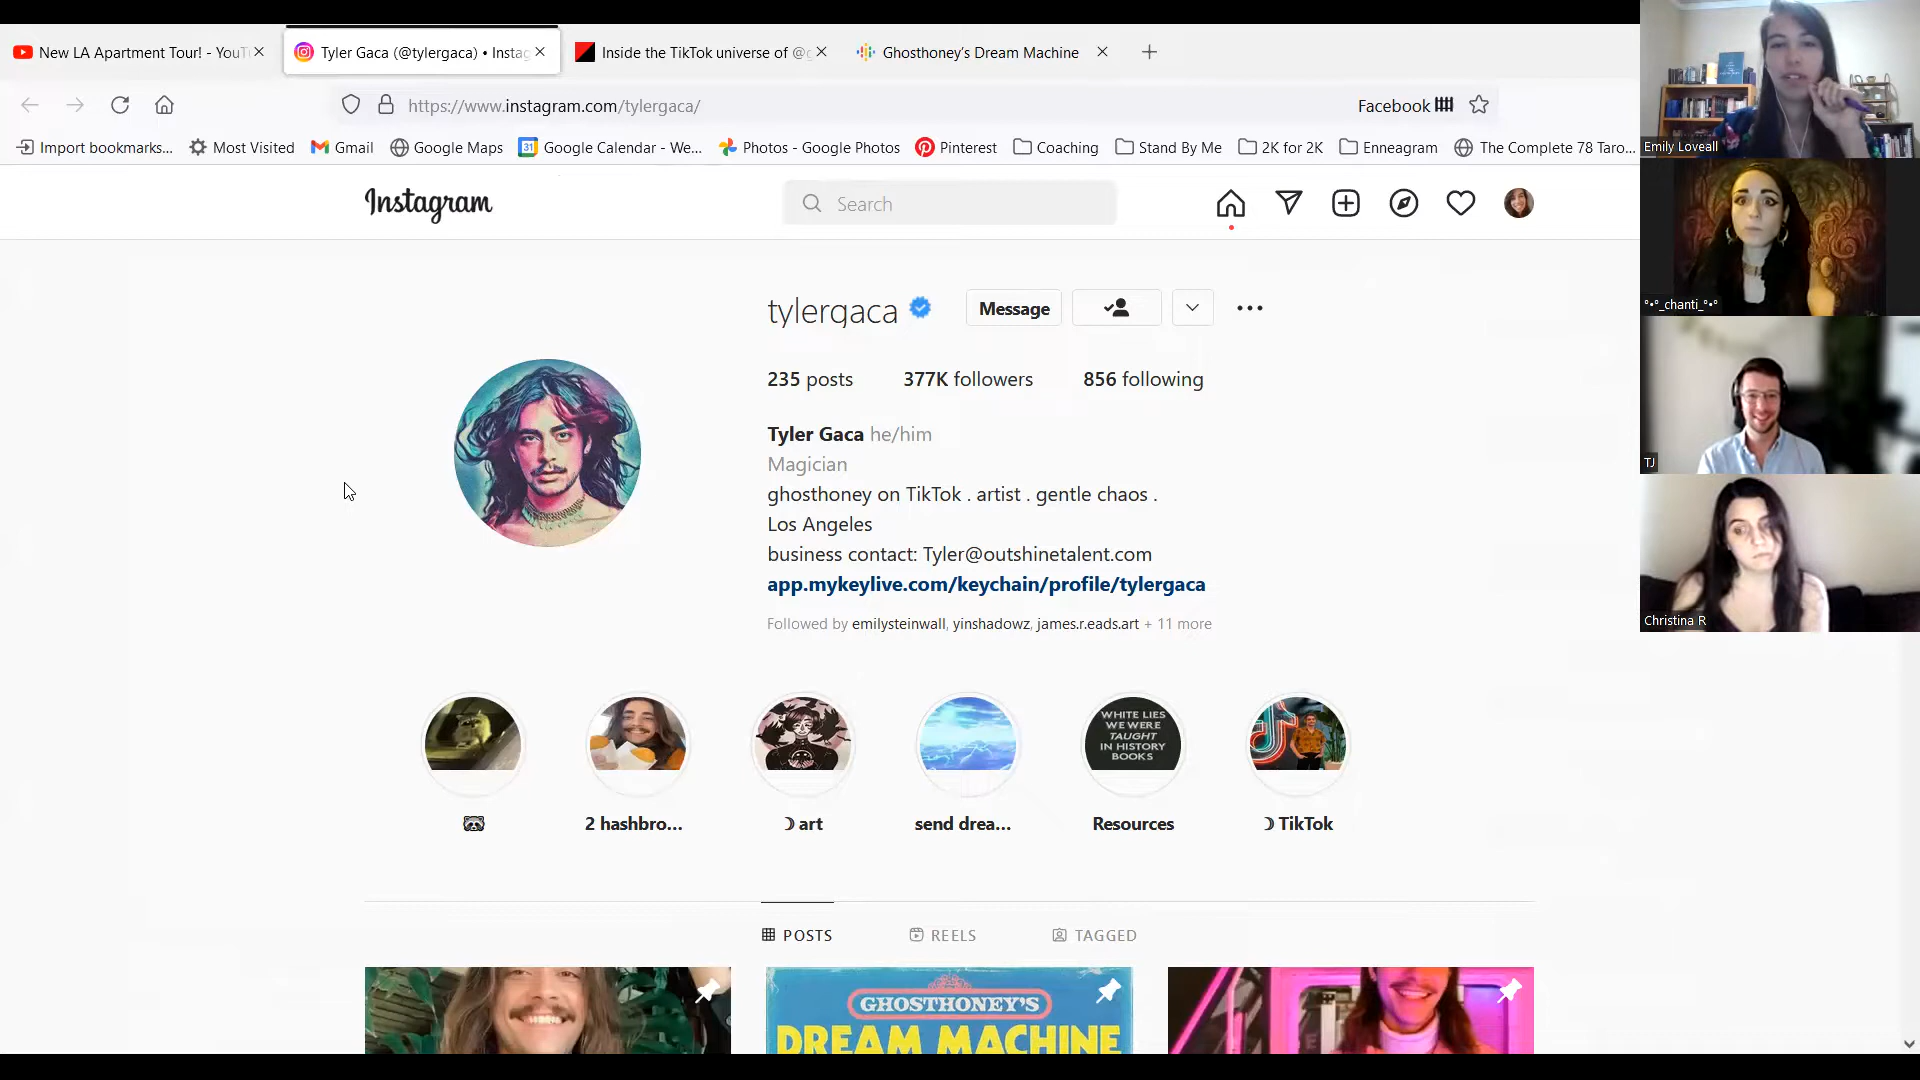 New LA Apartment Tour! - YouT
Tyler Gaca (@tylergaca) • Instag
Inside the TikTok universe of @g
Ghosthoney's Dream Machine
https://www.instagram.com/tylergaca/
Facebook
Import bookmarks...
Most Visited
Gmail
Google Maps
31
Google Calendar - We...
Photos - Google Photos
Pinterest
Coaching
Stand By Me
2K for 2K
Enneagram
The Complete 78 Taro...
Instagram
Search
tylergaca
Message
235 posts
377K followers
856 following
Tyler Gaca he/him
Magician
ghosthoney on TikTok . artist . gentle chaos .
Los Angeles
business contact: Tyler@outshinetalent.com
app.mykeylive.com/keychain/profile/tylergaca
Followed by emilysteinwall, yinshadowz, james.r.eads.art + 11 more
WHITE LIES
WE WERE
TAUGHT
IN HISTORY
BOOKS
🦝
2 hashbro...
☽ art
send drea...
Resources
☽ TikTok
POSTS
REELS
TAGGED
GHOSTHONEY'S
DREAM MACHINE
Emily Loveall
°•°_chanti_°•°
TJ
Christina R